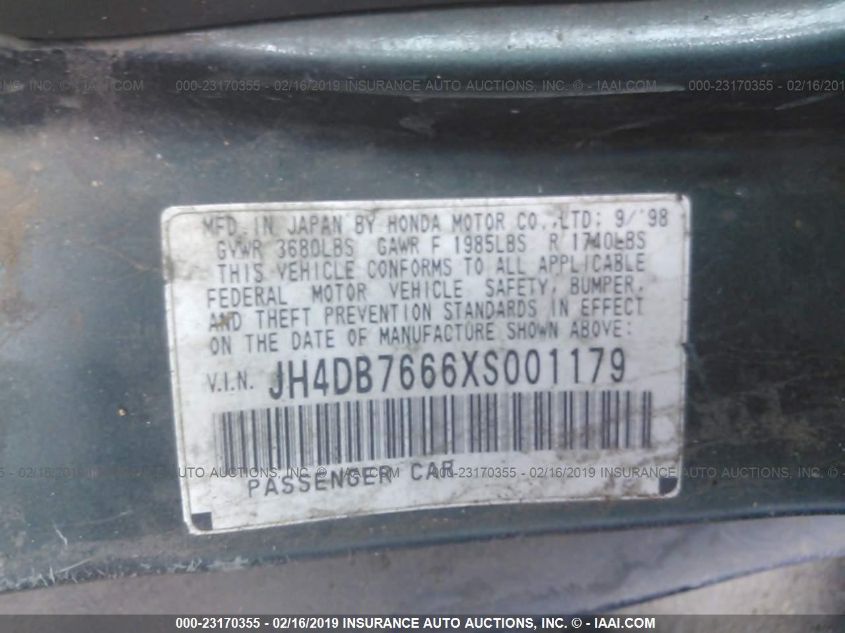 000-23170355 - 02/16/2019 INSURANCE AUTO AUCTIONS, INC. - © IAAI.COM
MFD. IN JAPAN BY HONDA MOTOR CO.,LTD: 9/'98
GVWR 3680LBS GAWR F 1985LBS R 1740LBS
THIS VEHICLE CONFORMS TO ALL APPLICABLE
FEDERAL MOTOR VEHICLE SAFETY, BUMPER,
AND THEFT PREVENTION STANDARDS IN EFFECT
ON THE DATE OF MANUFACTURE SHOWN ABOVE:
V.I.N. JH4DB7666XS001179
000-23170355 - 02/16/2019 INSURANCE AUTO AUCTIONS, INC. - © IAAI.COM
PASSENGER CAR
000-23170355 - 02/16/2019 INSURANCE AUTO AUCTIONS, INC. - © IAAI.COM